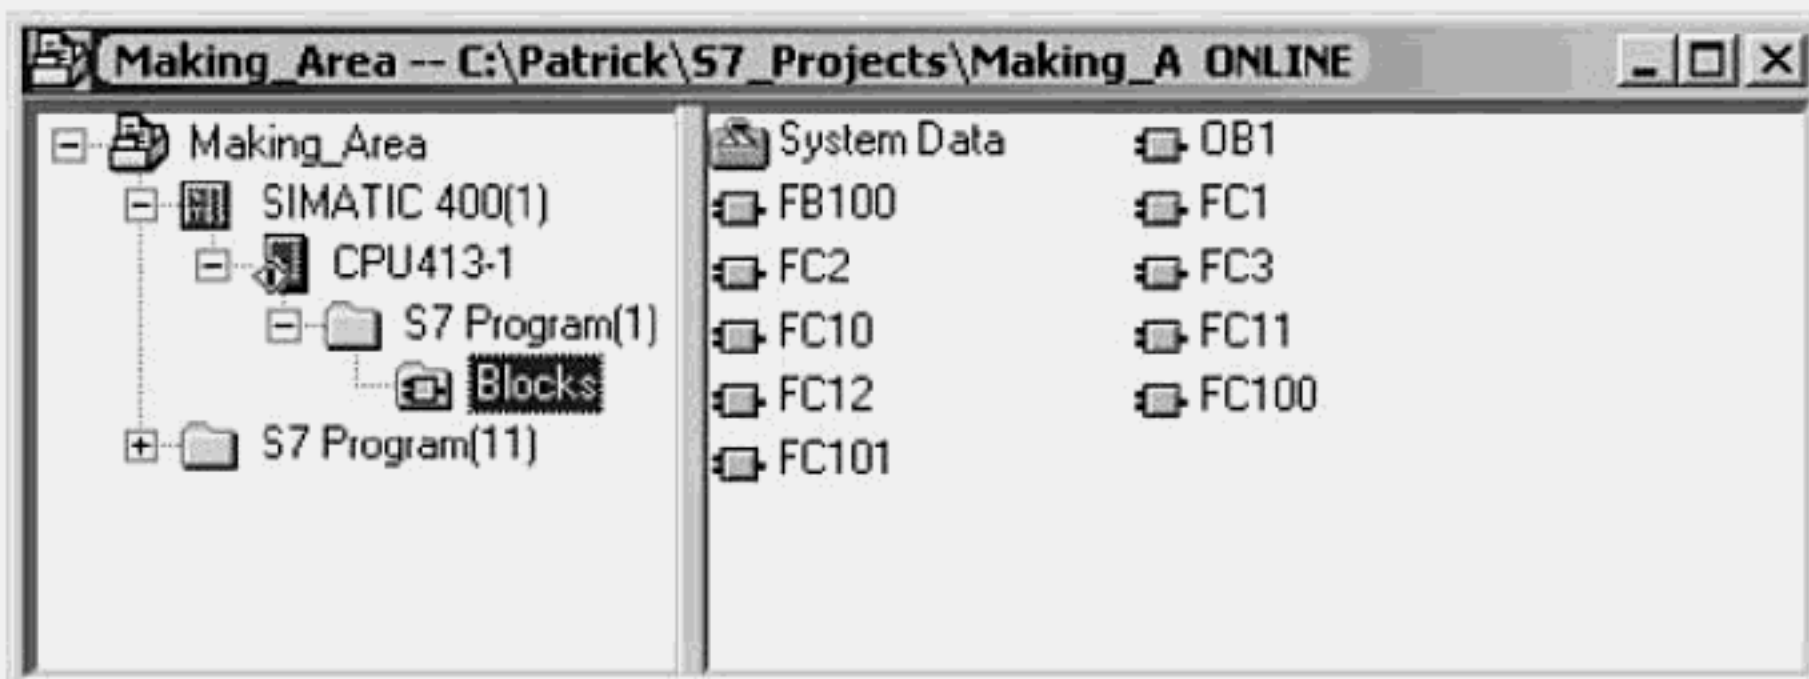 Making_Area -- C:\Patrick\S7_Projects\Making_A ONLINE
Making_Area
SIMATIC 400(1)
CPU413-1
S7 Program(1)
Blocks
S7 Program(11)
System Data OB1
FB100 FC1
FC2 FC3
FC10 FC11
FC12 FC100
FC101